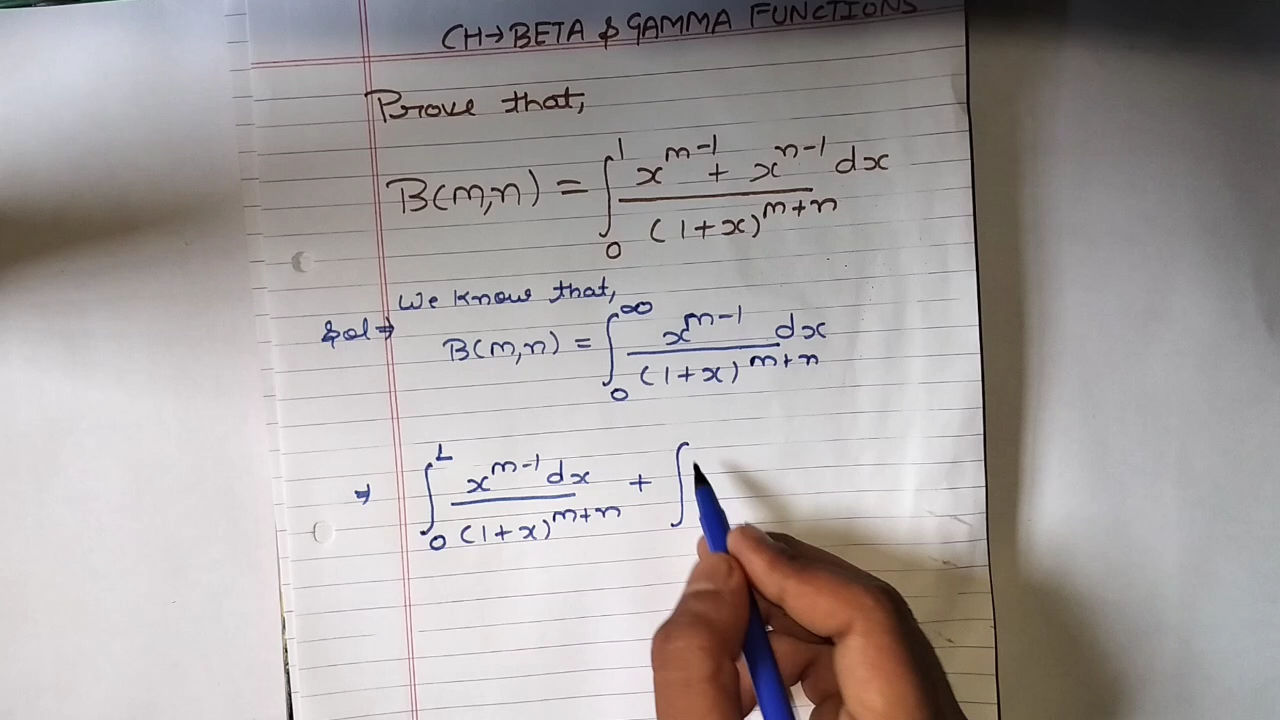 CH→BETA & GAMMA FUNCTIONS
Prove that,
B(m,n) = ∫₀¹ (x^{m-1} + x^{n-1})/(1+x)^{m+n} dx
We know that,
Sol⇒ B(m,n) = ∫₀^∞ x^{m-1}/(1+x)^{m+n} dx
⇒ ∫₀¹ x^{m-1} dx/(1+x)^{m+n} + ∫